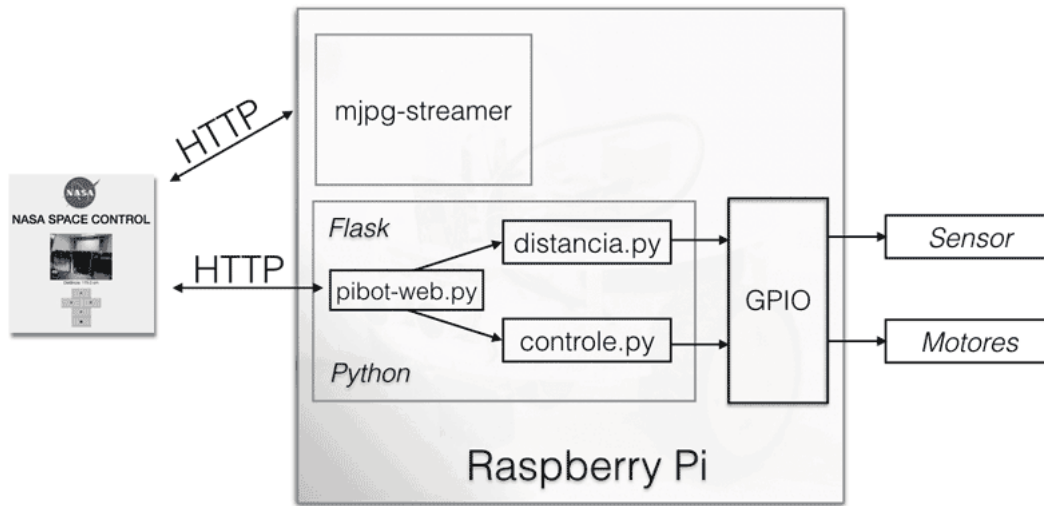 mjpg-streamer
HTTP
NASA
NASA SPACE CONTROL
HTTP
Flask
distancia.py
Sensor
pibot-web.py
GPIO
controle.py
Motores
Python
Raspberry Pi